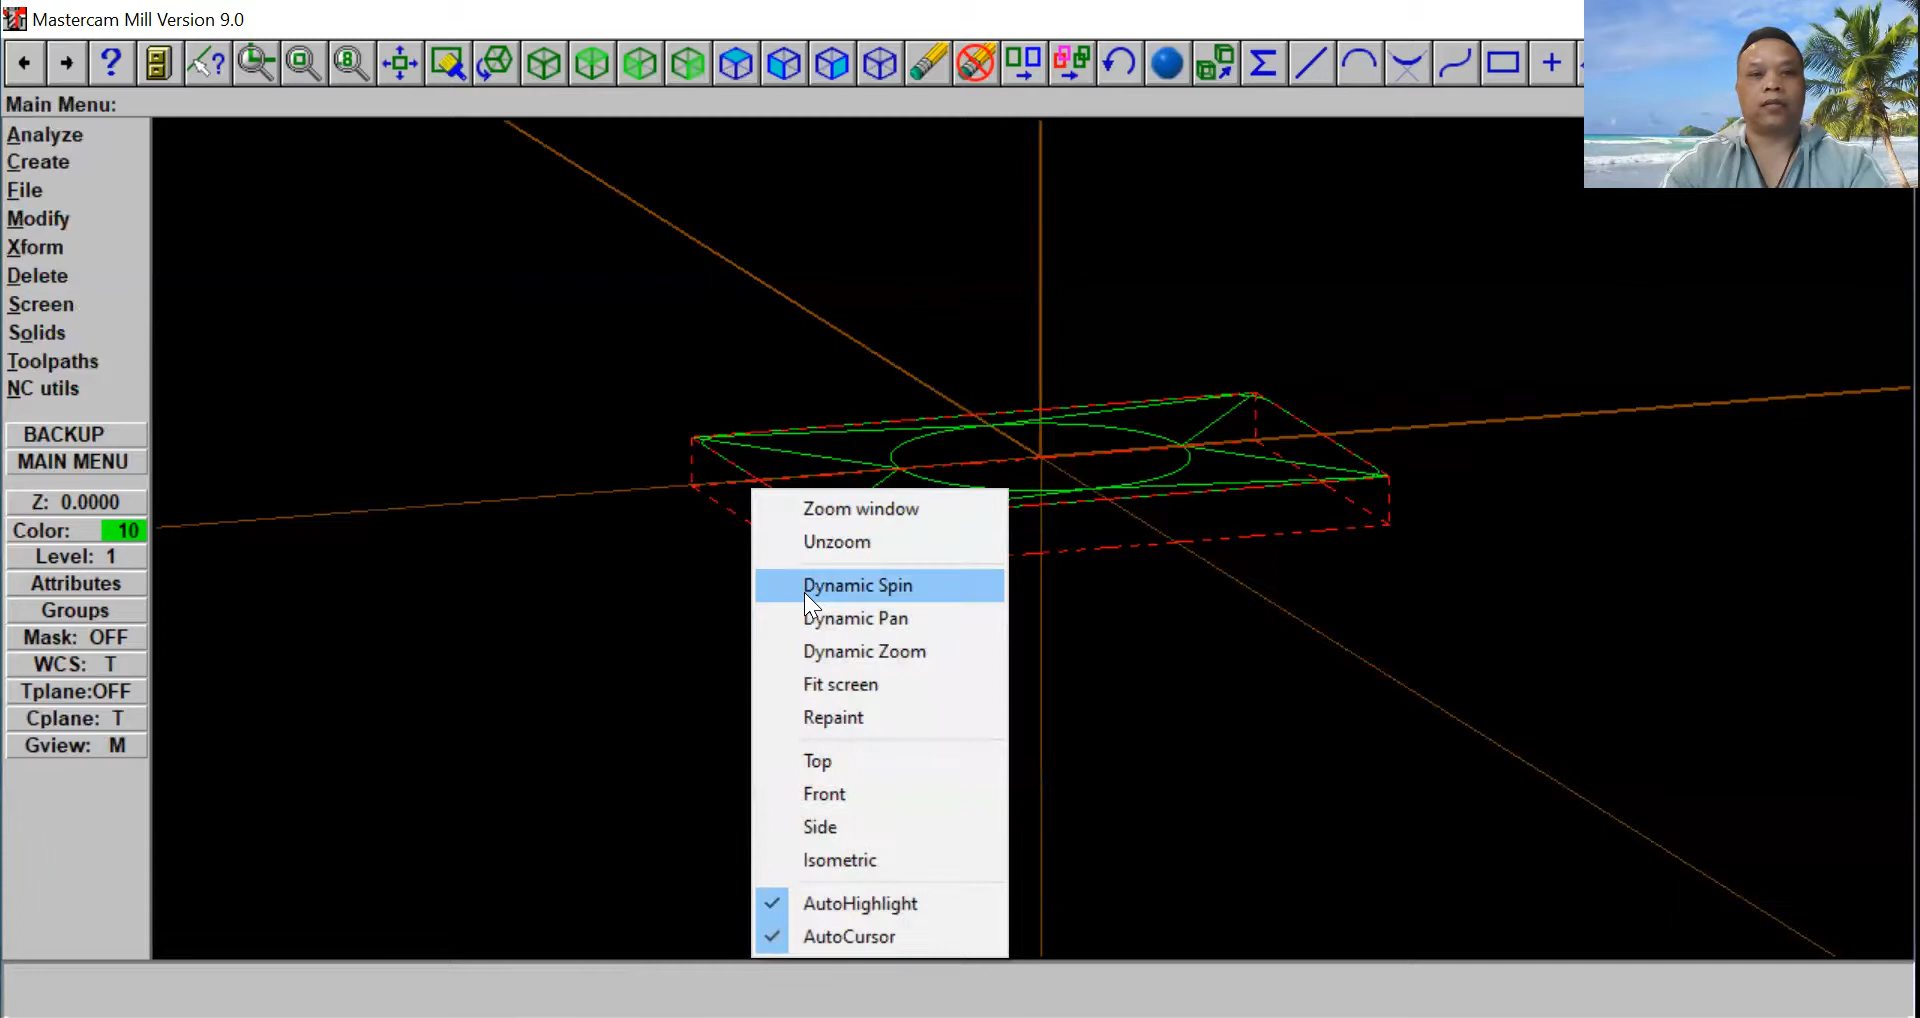 Mastercam Mill Version 9.0
Main Menu:
Analyze
Create
File
Modify
Xform
Delete
Screen
Solids
Toolpaths
NC utils
BACKUP
MAIN MENU
Z: 0.0000
Color: 10
Level: 1
Attributes
Groups
Mask: OFF
WCS: T
Tplane:OFF
Cplane: T
Gview: M
Zoom window
Unzoom
Dynamic Spin
Dynamic Pan
Dynamic Zoom
Fit screen
Repaint
Top
Front
Side
Isometric
AutoHighlight
AutoCursor